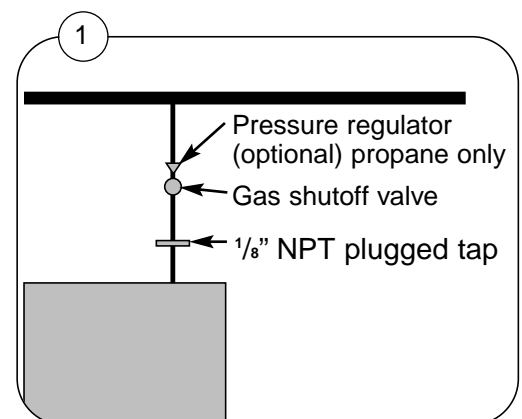 1
Pressure regulator
(optional) propane only
Gas shutoff valve
1/8” NPT plugged tap